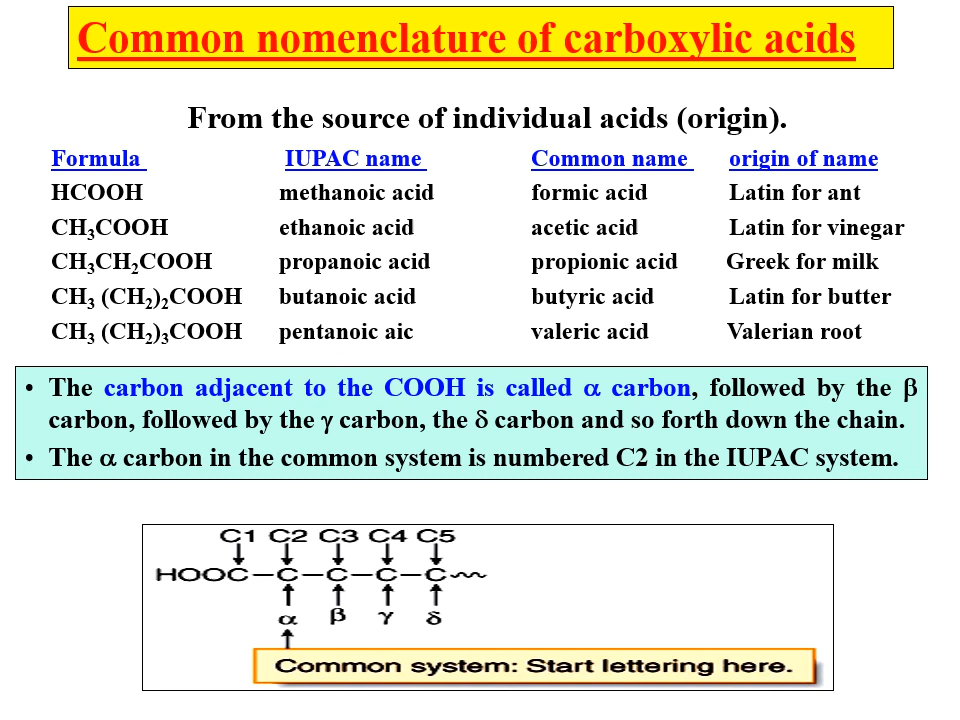 Common nomenclature of carboxylic acids
From the source of individual acids (origin).
Formula IUPAC name Common name origin of name
HCOOH methanoic acid formic acid Latin for ant
CH3COOH ethanoic acid acetic acid Latin for vinegar
CH3CH2COOH propanoic acid propionic acid Greek for milk
CH3 (CH2)2COOH butanoic acid butyric acid Latin for butter
CH3 (CH2)3COOH pentanoic aic valeric acid Valerian root
• The carbon adjacent to the COOH is called α carbon, followed by the β
carbon, followed by the γ carbon, the δ carbon and so forth down the chain.
• The α carbon in the common system is numbered C2 in the IUPAC system.
C1 C2 C3 C4 C5
HOOC–C–C–C–C
α β γ δ
Common system: Start lettering here.